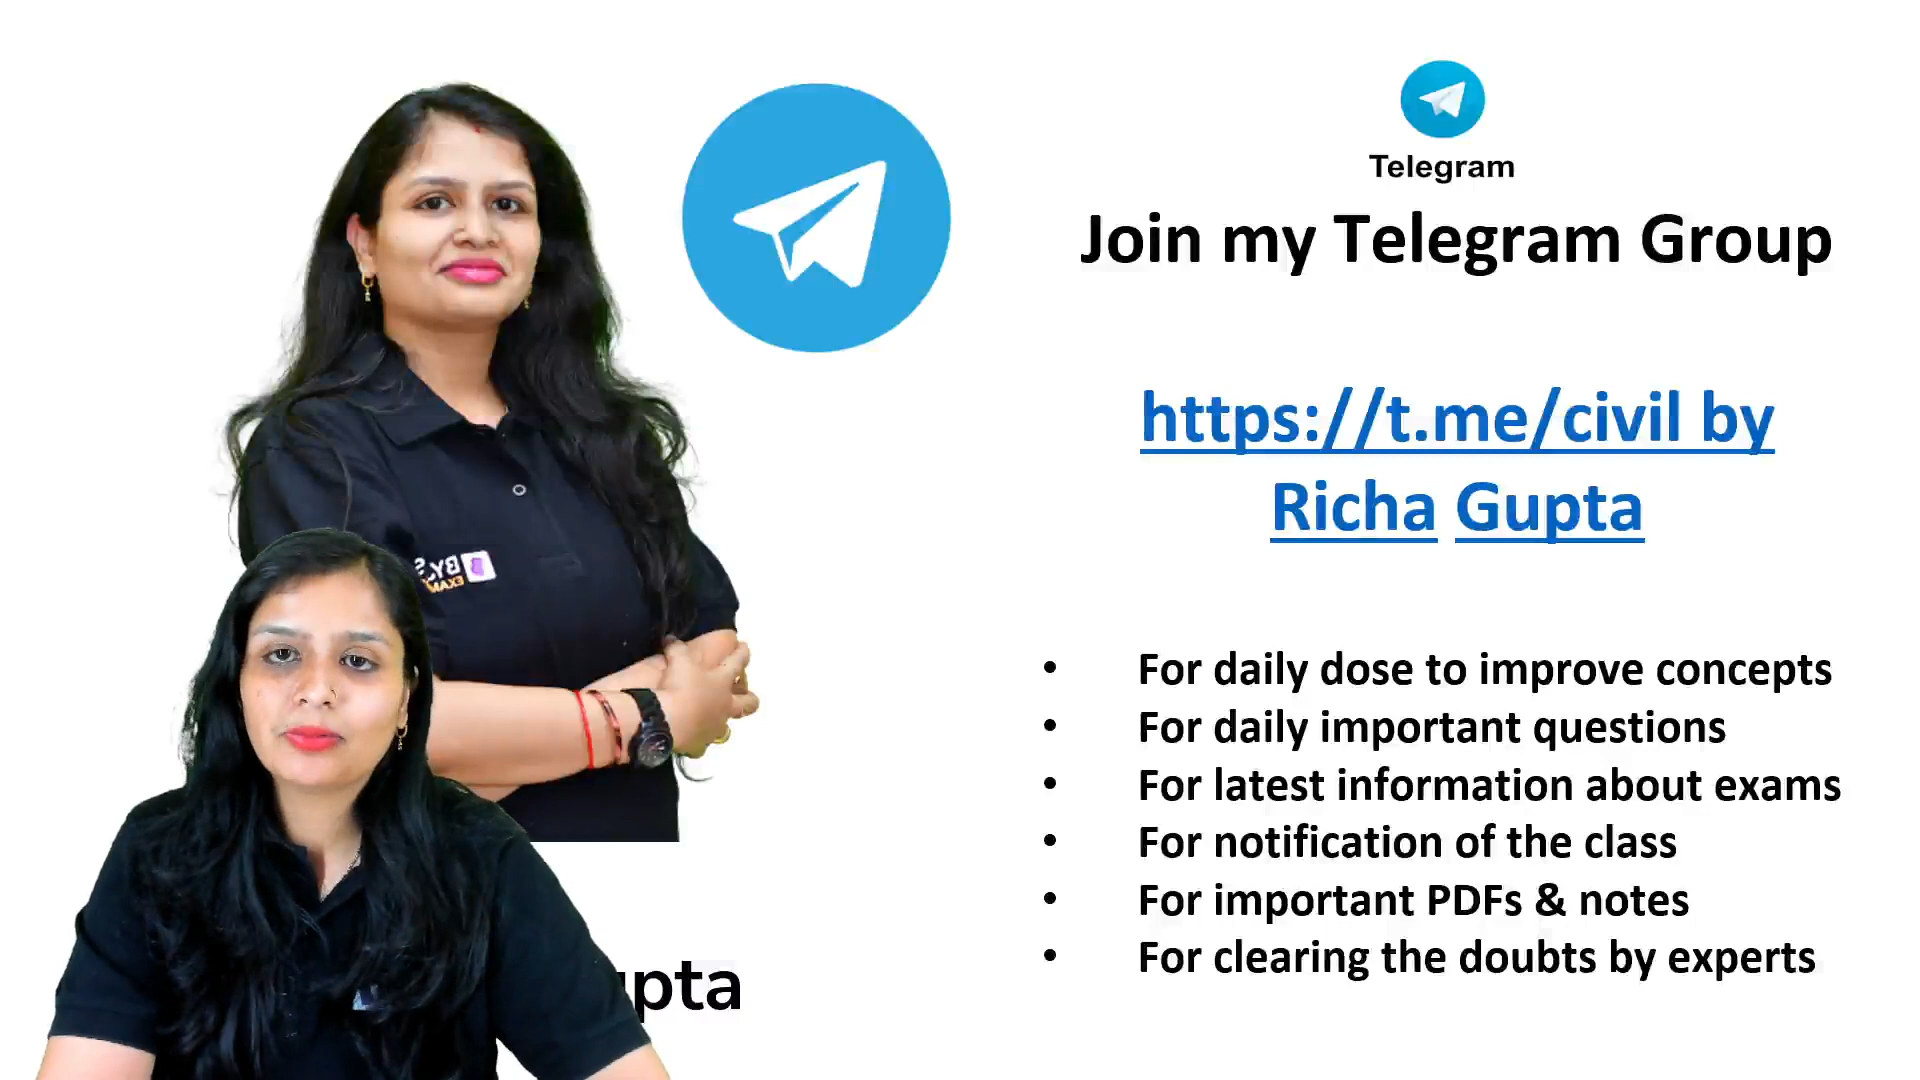 Telegram
Join my Telegram Group
https://t.me/civil by
Richa Gupta
• For daily dose to improve concepts
• For daily important questions
• For latest information about exams
• For notification of the class
• For important PDFs & notes
• For clearing the doubts by experts
upta